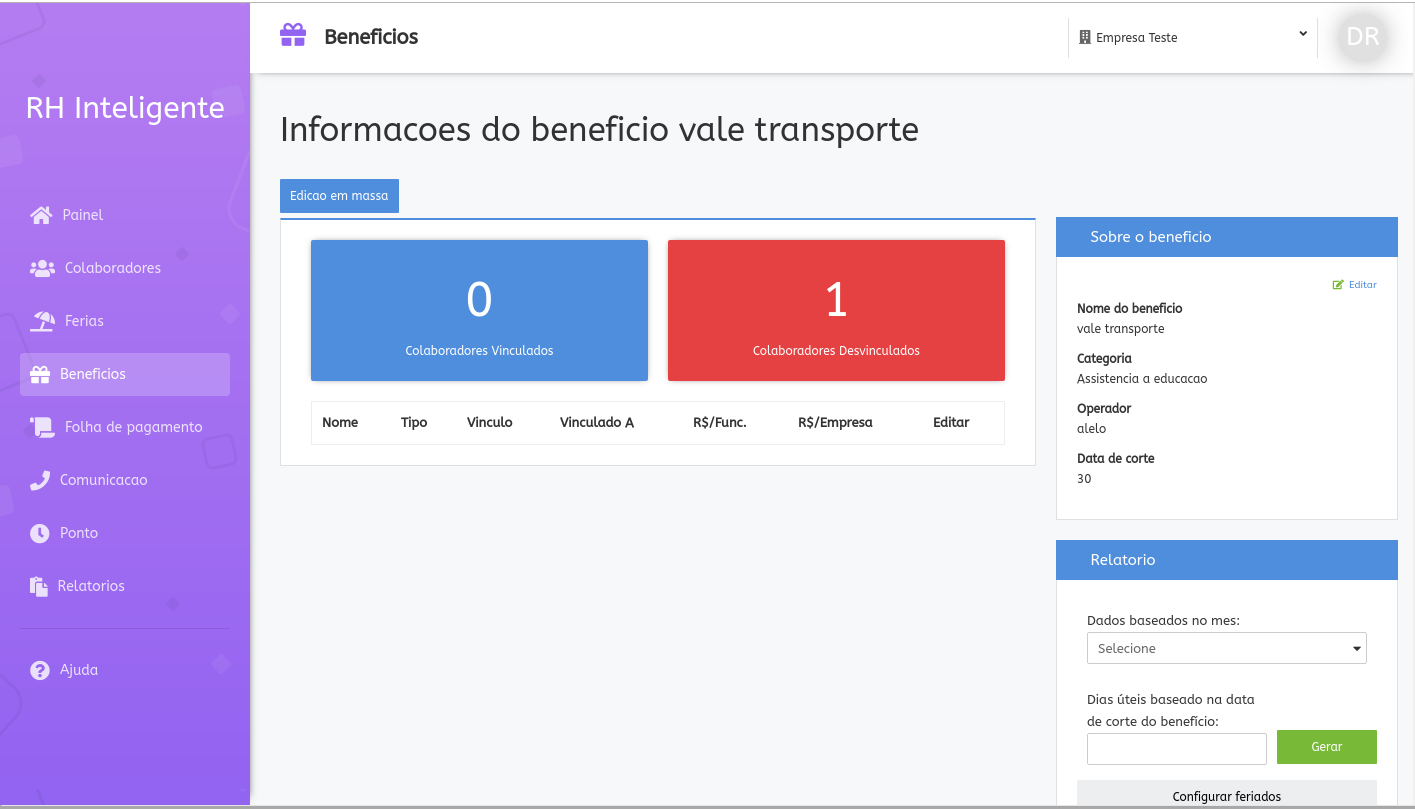 RH Inteligente
Painel
Colaboradores
Ferias
Beneficios
Folha de pagamento
Comunicacao
Ponto
Relatorios
Ajuda
Beneficios
Empresa Teste
DR
Informacoes do beneficio vale transporte
Edicao em massa
0
Colaboradores Vinculados
1
Colaboradores Desvinculados
Nome Tipo Vinculo Vinculado A R$/Func. R$/Empresa Editar
Sobre o beneficio
Editar
Nome do beneficio
vale transporte
Categoria
Assistencia a educacao
Operador
alelo
Data de corte
30
Relatorio
Dados baseados no mes:
Selecione
Dias úteis baseado na data
de corte do benefício:
Gerar
Configurar feriados